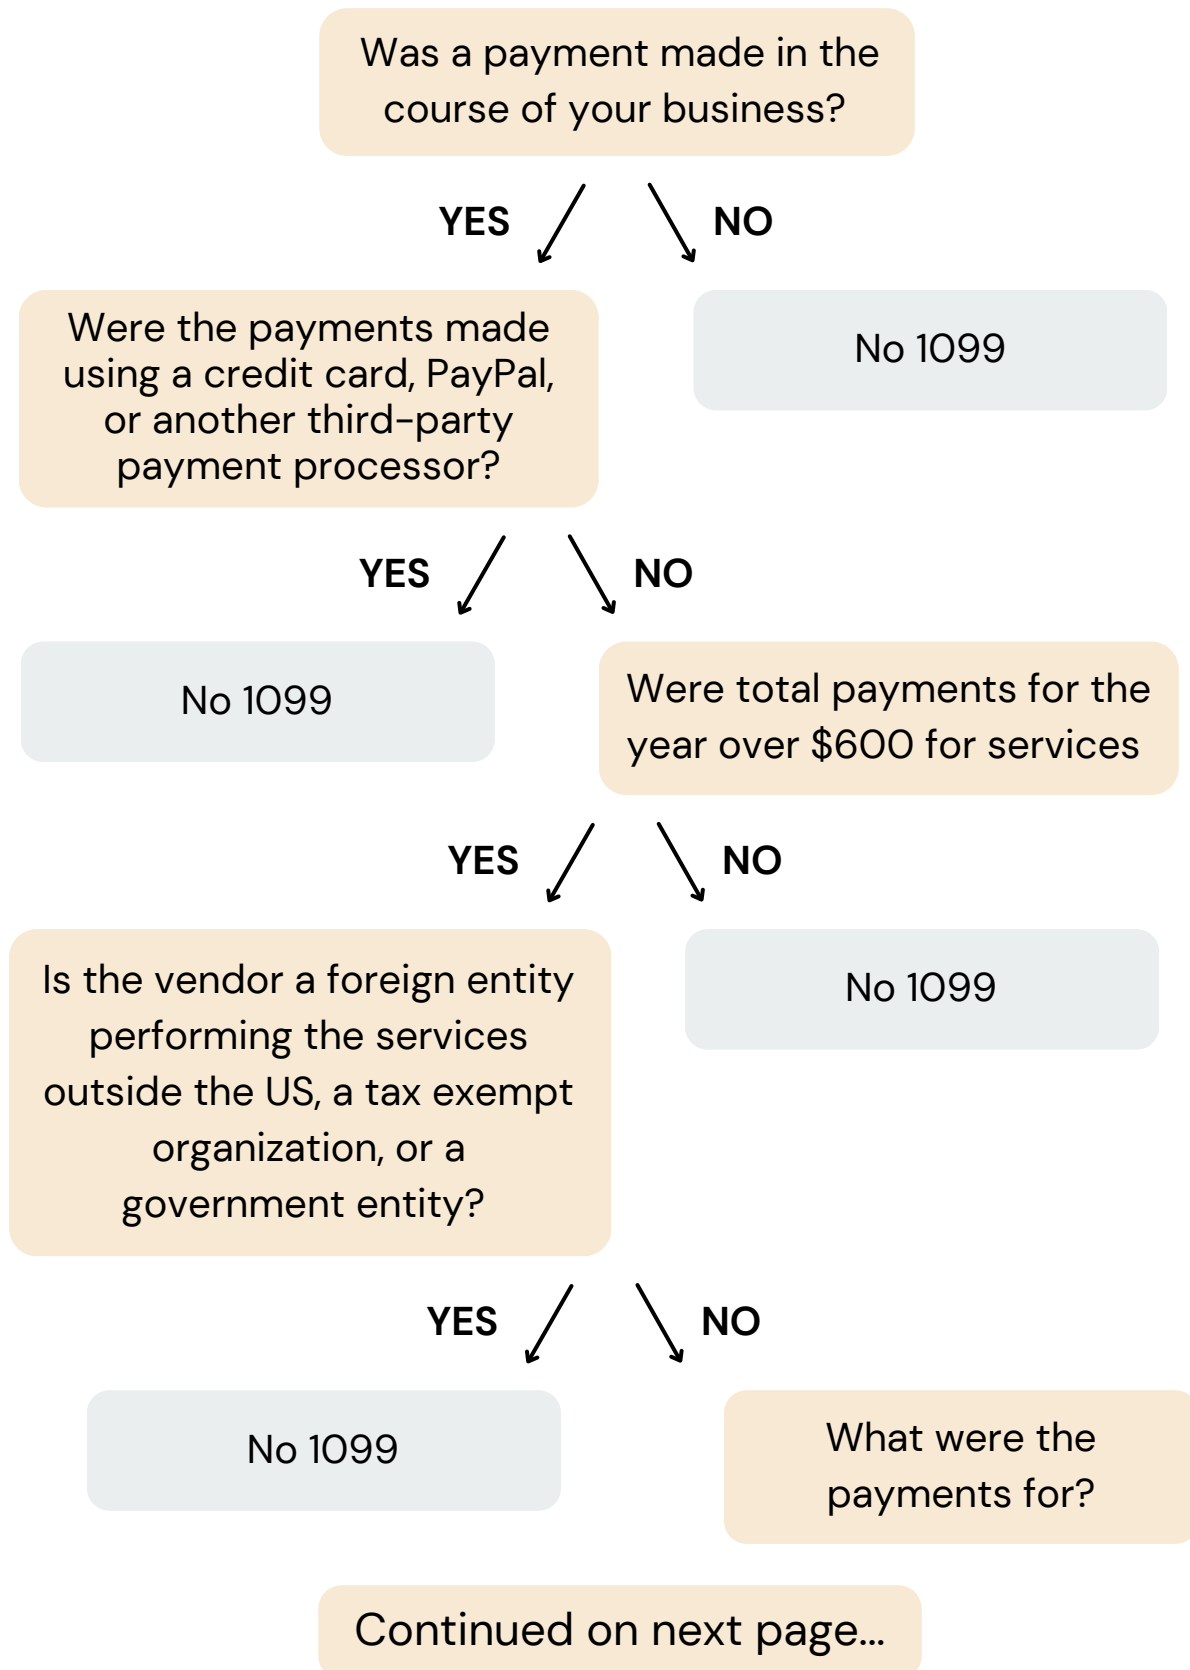 Was a payment made in the
course of your business?
YES
NO
Were the payments made
using a credit card, PayPal,
or another third-party
payment processor?
No 1099
YES
NO
No 1099
Were total payments for the
year over $600 for services
YES
NO
Is the vendor a foreign entity
performing the services
outside the US, a tax exempt
organization, or a
government entity?
No 1099
YES
NO
No 1099
What were the
payments for?
Continued on next page...